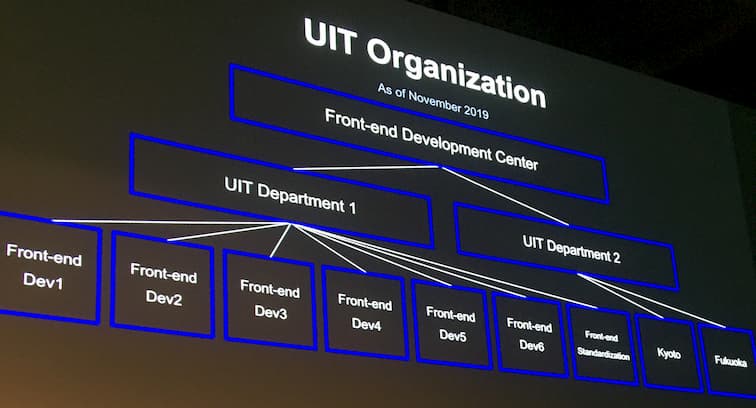 UIT Organization
As of November 2019
Front-end Development Center
UIT Department 1
UIT Department 2
Front-end
Dev1
Front-end
Dev2
Front-end
Dev3
Front-end
Dev4
Front-end
Dev5
Front-end
Dev6
Front-end
Standardization
Kyoto
Fukuoka